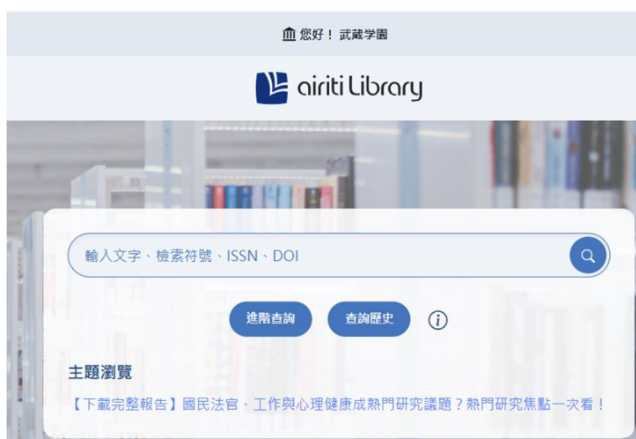 您好！ 武蔵学園
airiti Library
輸入文字、檢索符號、ISSN、DOI
進階查詢 查詢歷史
主題瀏覽
【下載完整報告】國民法官、工作與心理健康成熱門研究議題？熱門研究焦點一次看！